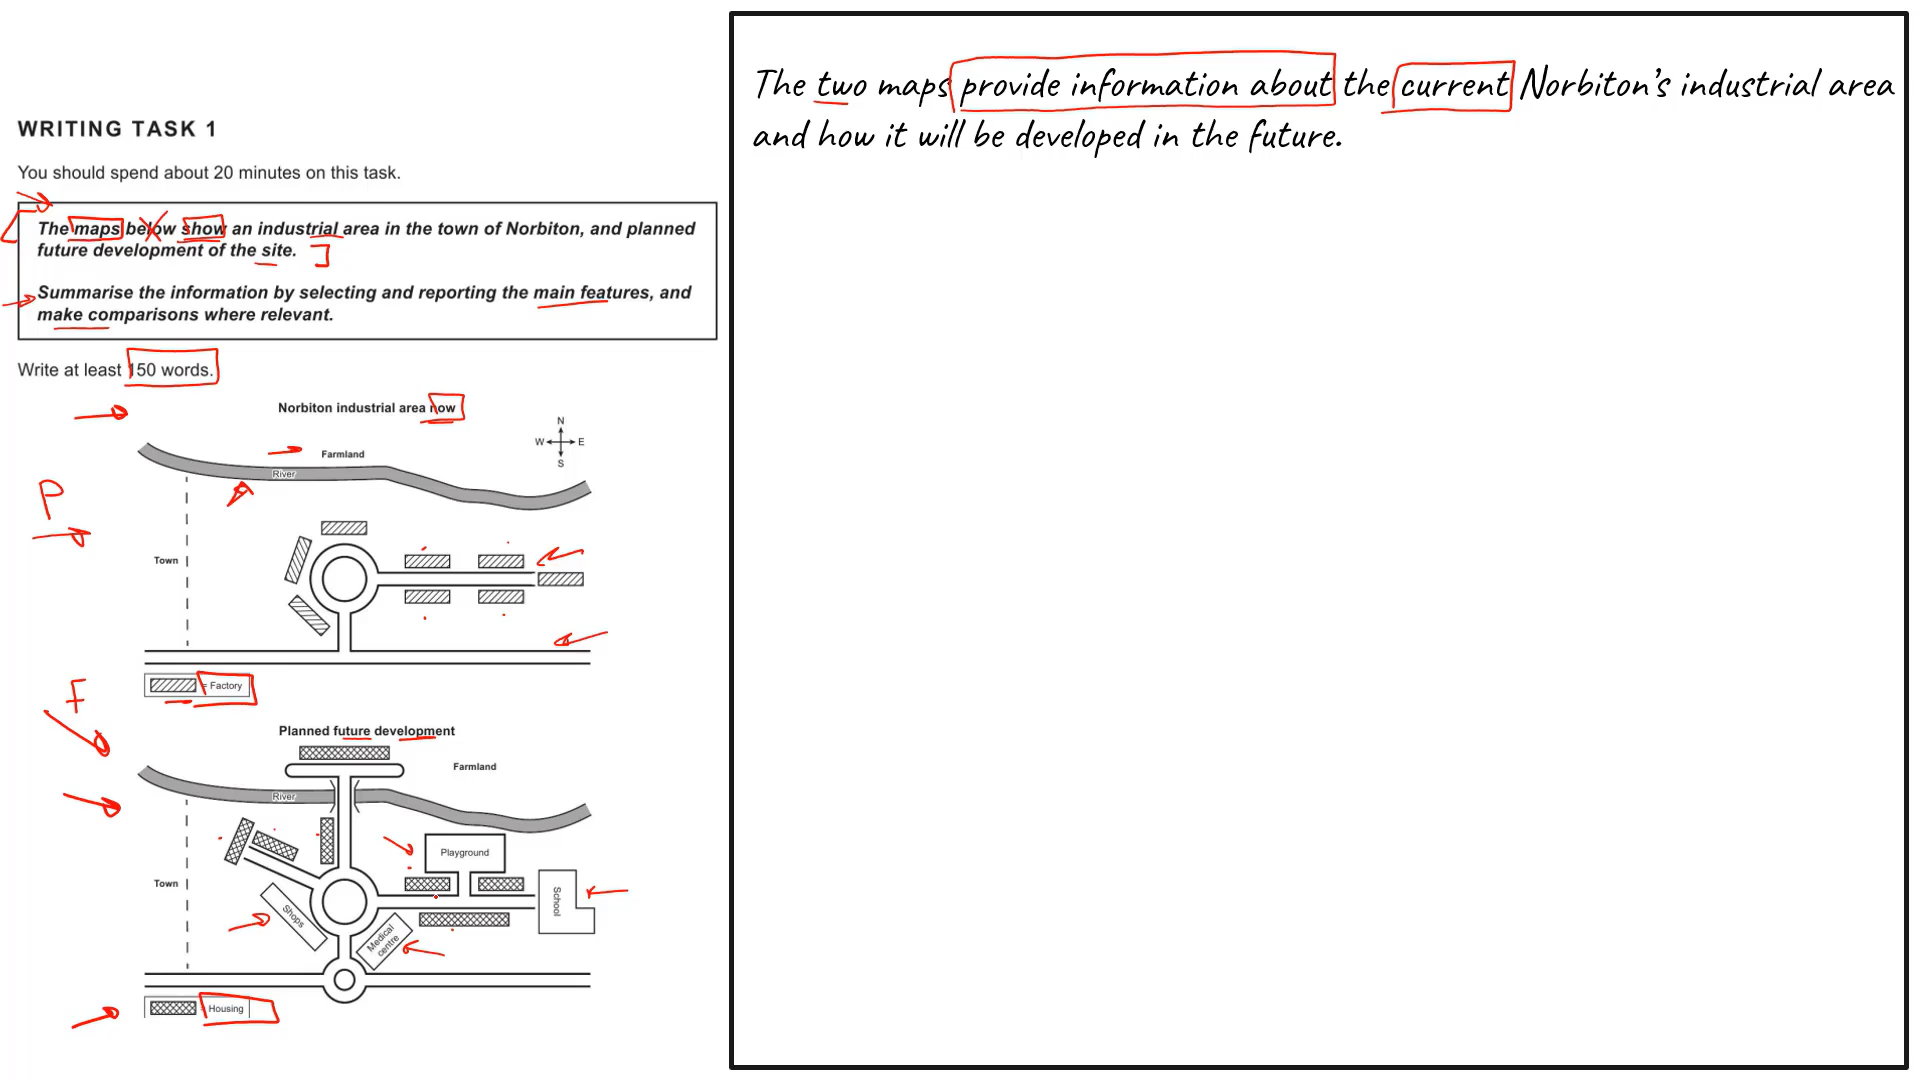 WRITING TASK 1
You should spend about 20 minutes on this task.
The maps below show an industrial area in the town of Norbiton, and planned
future development of the site.
Summarise the information by selecting and reporting the main features, and
make comparisons where relevant.
Write at least 150 words.
Norbiton industrial area now
N
W E
S
Farmland
River
P
Town
= Factory
F
Planned future development
Farmland
River
Playground
Town
School
Shops
Medical
centre
Housing
The two maps provide information about the current Norbiton's industrial area
and how it will be developed in the future.